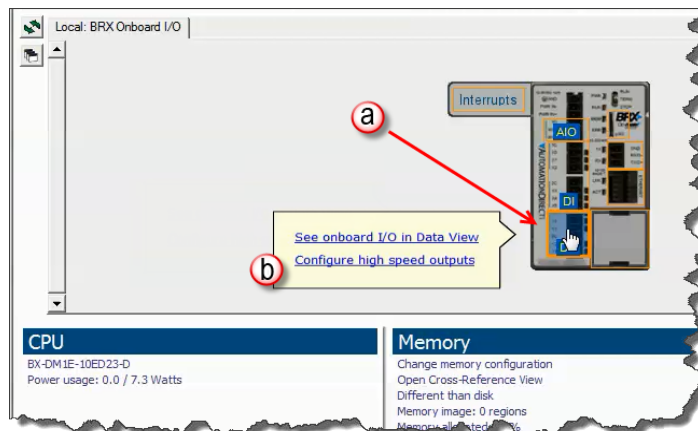 Local: BRX Onboard I/O
Interrupts
a
AIO
BRX
AUTOMATIONDIRECT
DI
See onboard I/O in Data View
Configure high speed outputs
b
CPU
BX-DM1E-10ED23-D
Power usage: 0.0 / 7.3 Watts
Memory
Change memory configuration
Open Cross-Reference View
Different than disk
Memory image: 0 regions